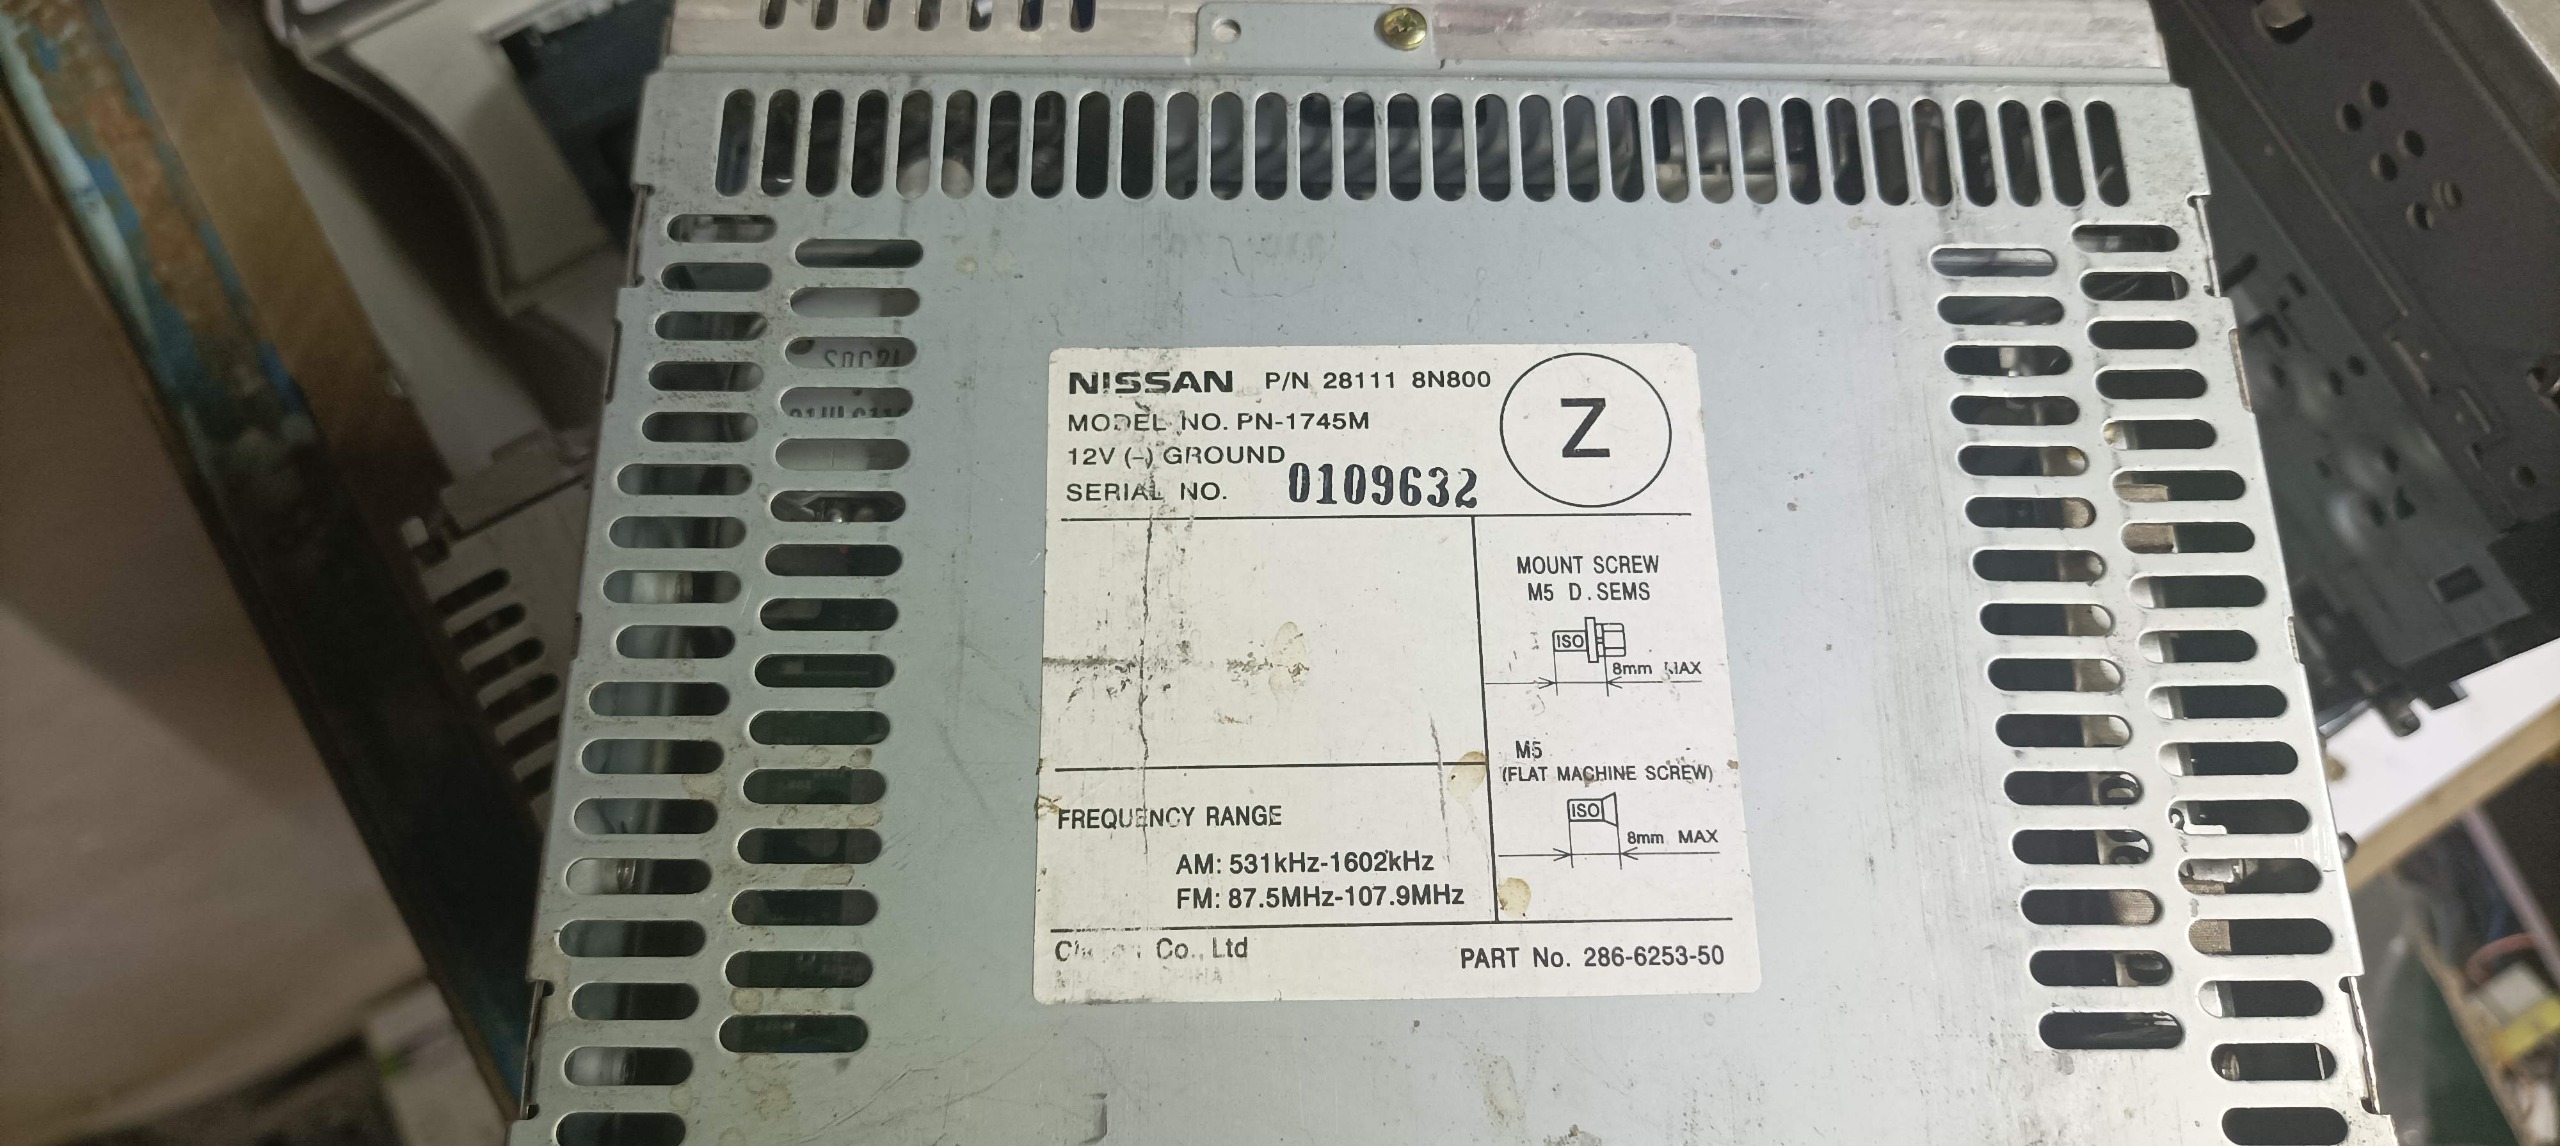 NISSAN P/N 28111 8N800
Z
MODEL NO. PN-1745M
12V (-) GROUND
SERIAL NO. 0109632
MOUNT SCREW
M5 D.SEMS
ISO
8mm MAX
M5
(FLAT MACHINE SCREW)
ISO
8mm MAX
FREQUENCY RANGE
AM: 531kHz-1602kHz
FM: 87.5MHz-107.9MHz
Co., Ltd
PART No. 286-6253-50